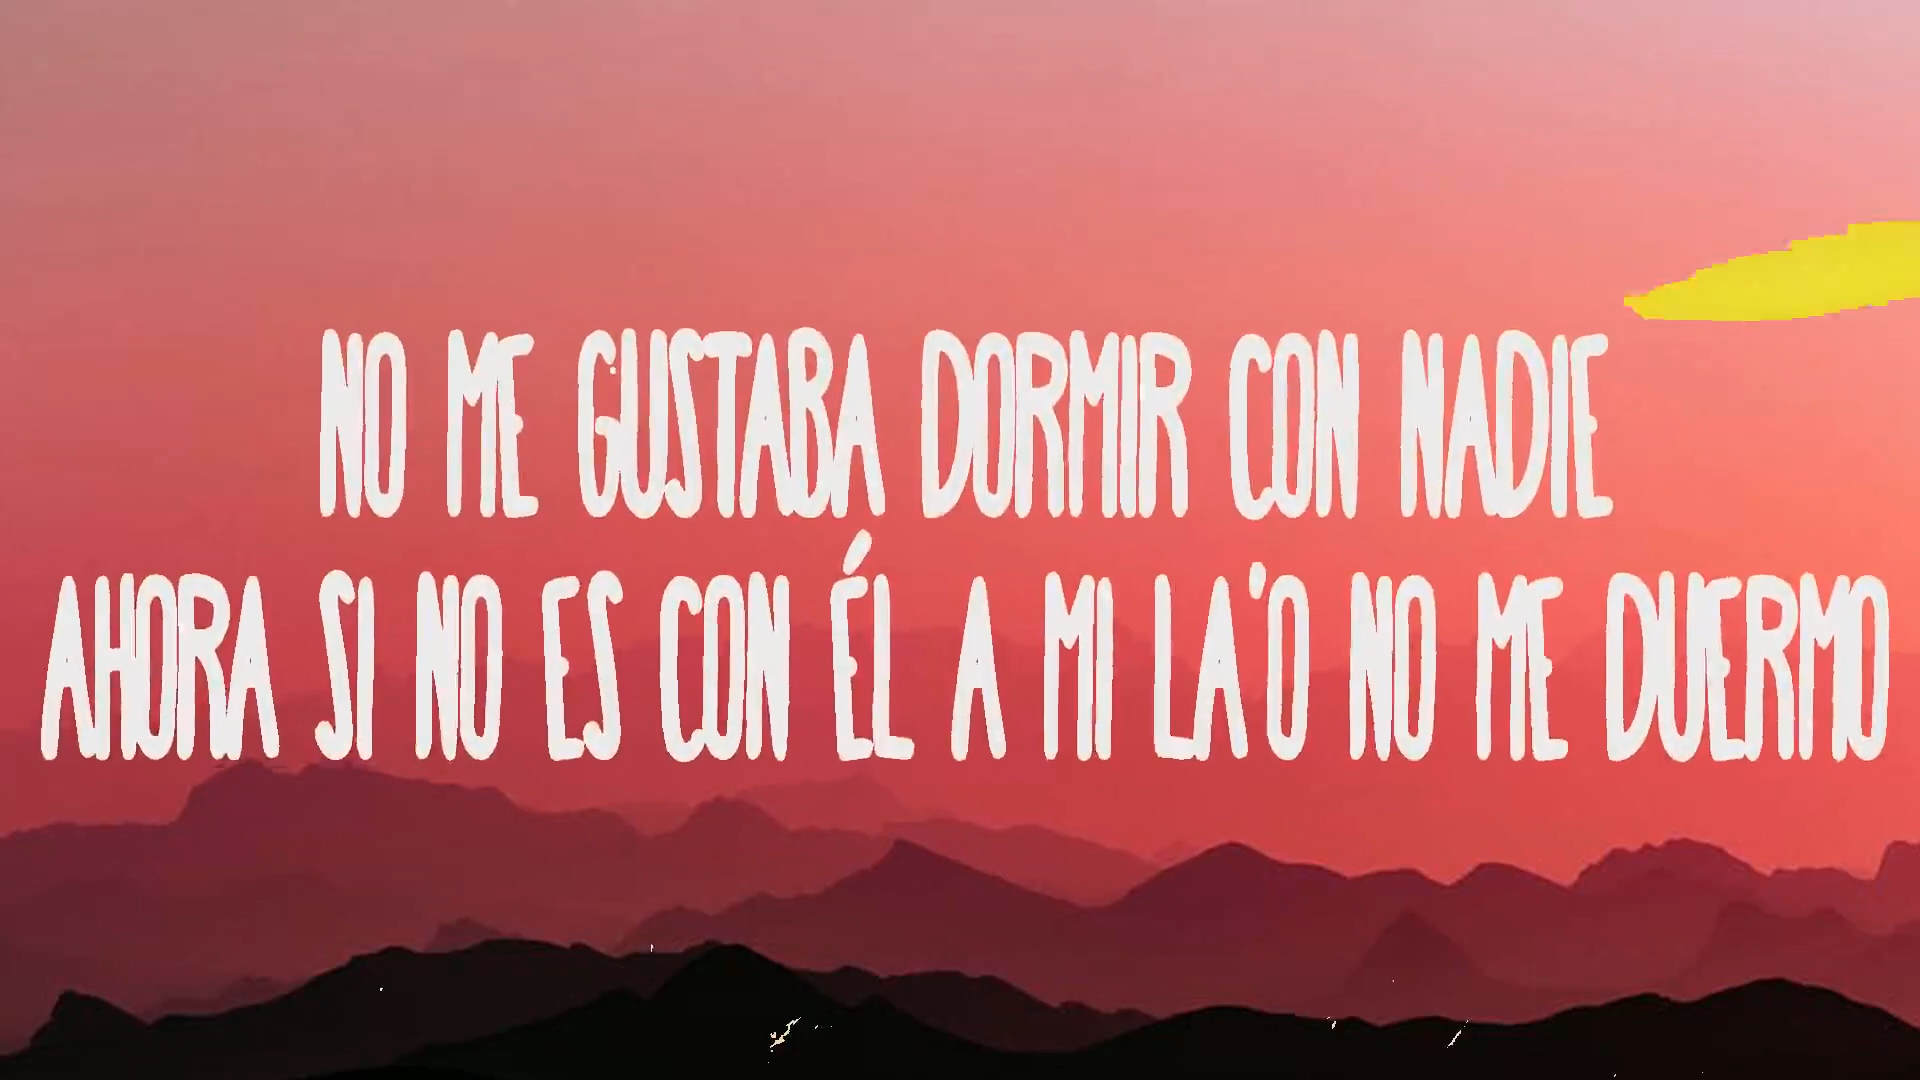 NO ME GUSTABA DORMIR CON NADIE
AHORA SI NO ES CON ÉL A MI LA'O NO ME DUERMO